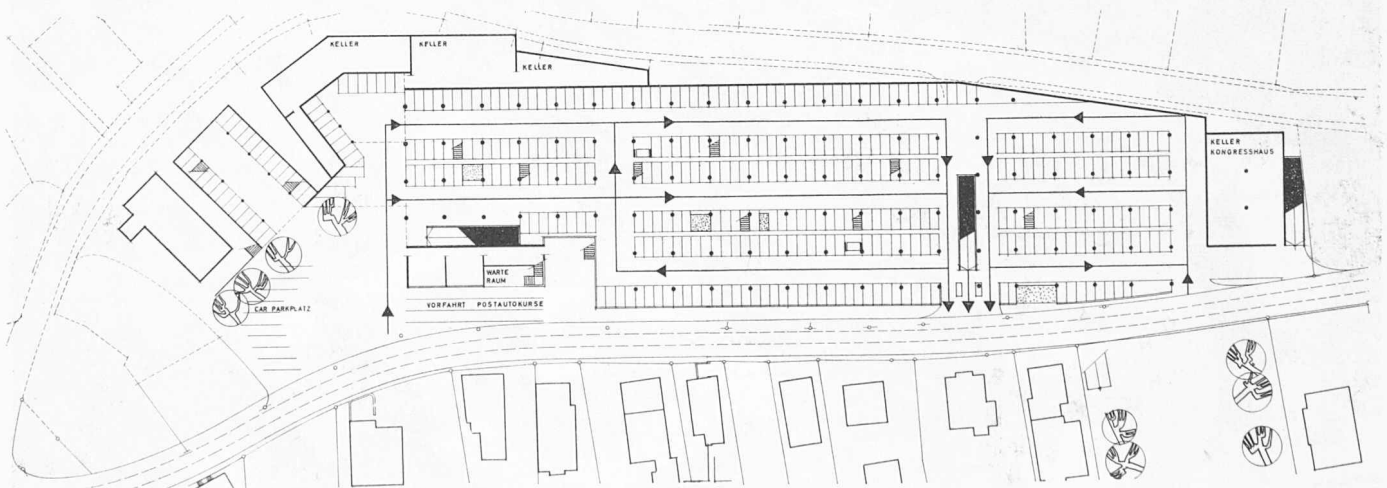 KELLER
KELLER
KELLER
KELLER
KONGRESSHAUS
WARTE
RAUM
VORFAHRT POSTAUTOKURSE
CAR PARKPLATZ